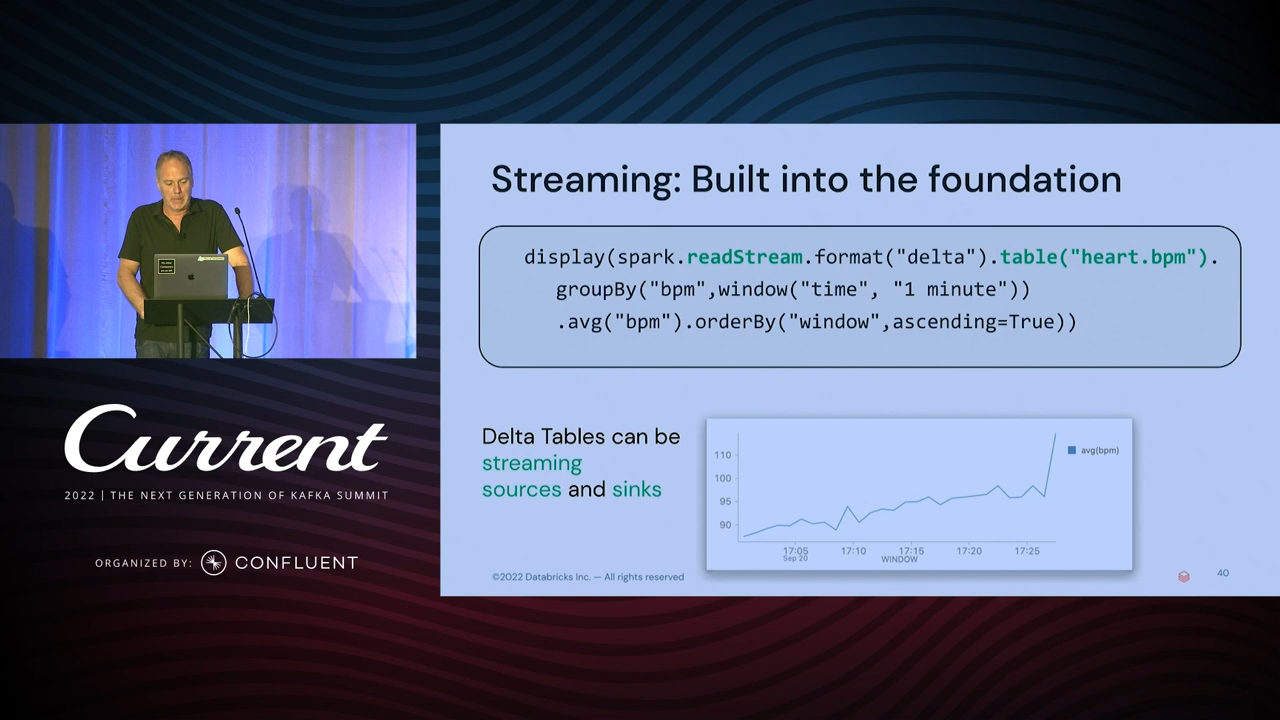 Streaming: Built into the foundation
display(spark.readStream.format("delta").table("heart.bpm").
groupBy("bpm",window("time", "1 minute"))
.avg("bpm").orderBy("window",ascending=True))
Delta Tables can be
streaming
sources and sinks
110
100
95
90
17:05
Sep 20
17:10
17:15
17:20
17:25
WINDOW
avg(bpm)
©2022 Databricks Inc. — All rights reserved
40
Current
2022 | THE NEXT GENERATION OF KAFKA SUMMIT
ORGANIZED BY: CONFLUENT